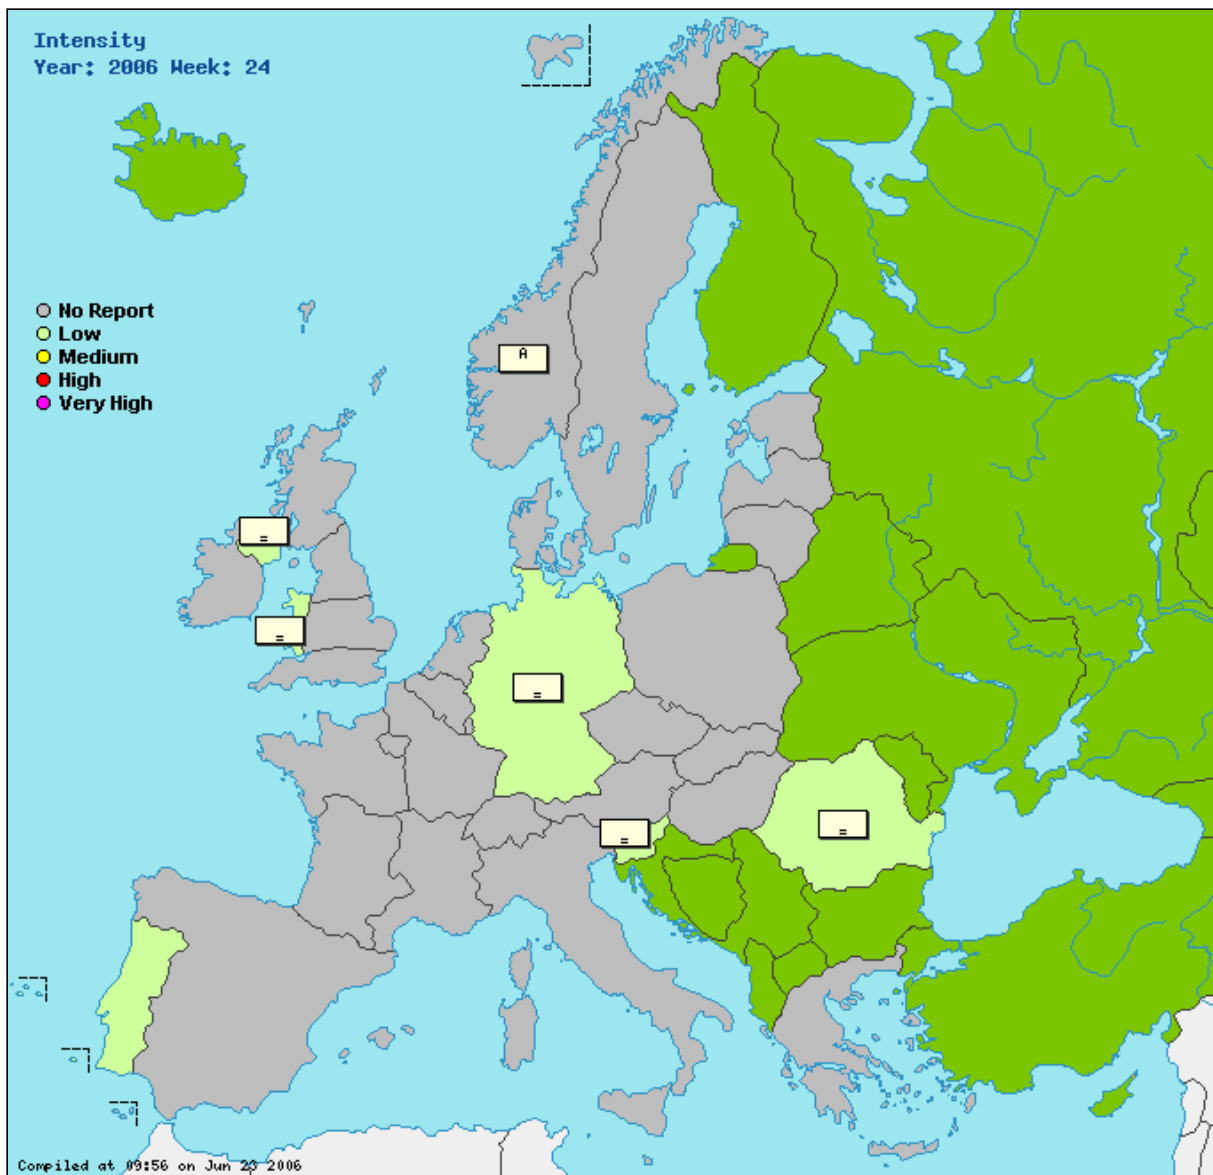 Intensity
Year: 2006 Week: 24
No Report
Low
Medium
High
Very High
A
=
=
=
=
=
Compiled at 09:56 on Jun 23 2006